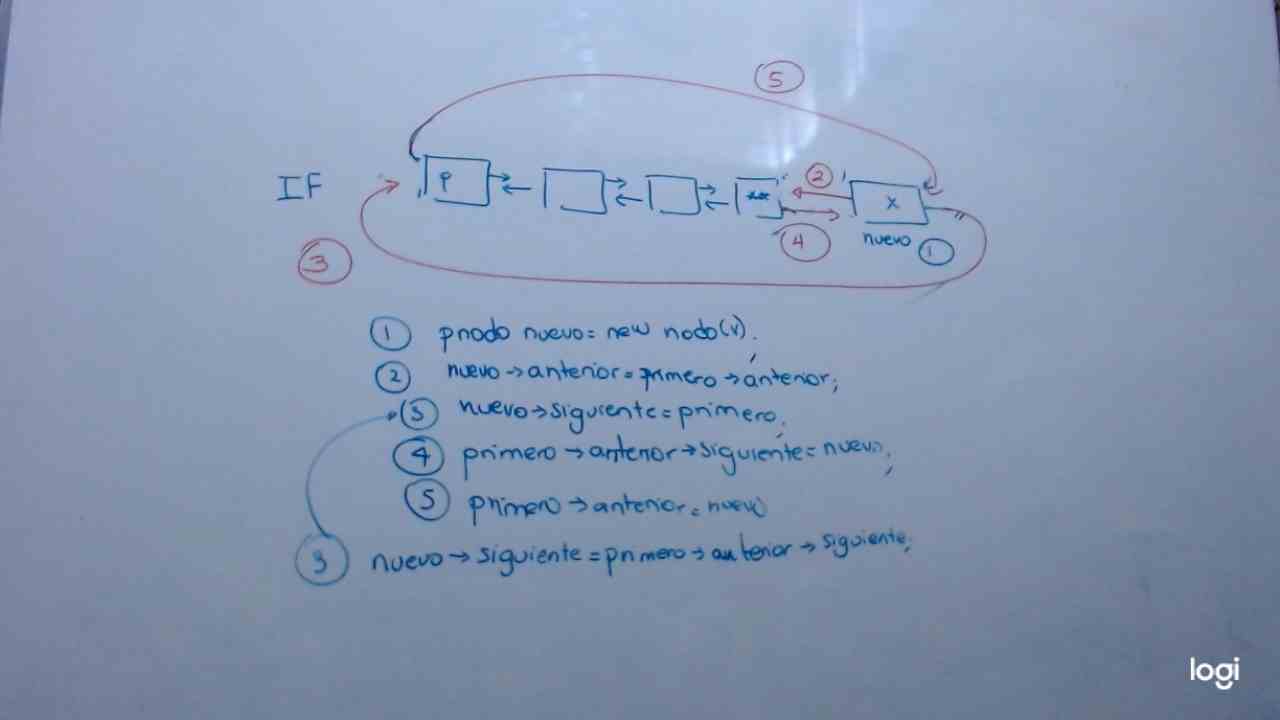 5
IF
P
2
x
3
4
nuevo 1
1 pnodo nuevo = new nodo(v);
2 nuevo → anterior = primero → anterior;
3 nuevo → siguiente = primero;
4 primero → anterior → siguiente = nuevo;
5 primero → anterior = nuevo
3 nuevo → siguiente = primero → anterior → siguiente;
logi